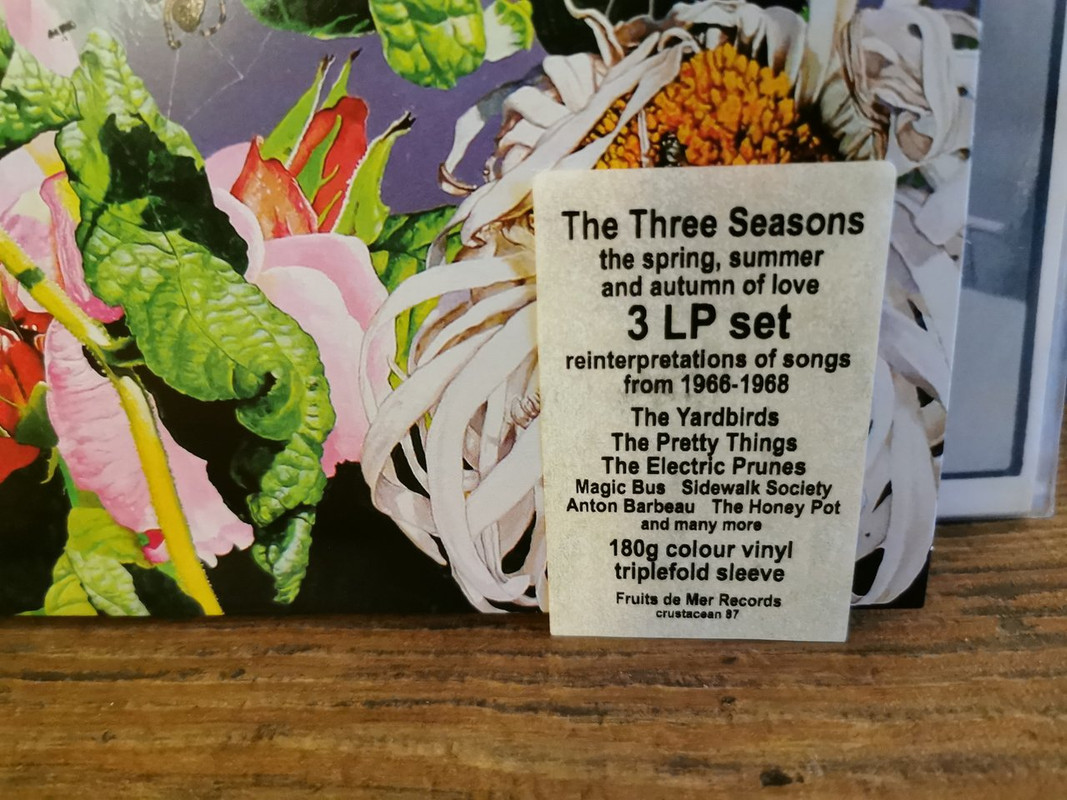 The Three Seasons
the spring, summer
and autumn of love
3 LP set
reinterpretations of songs
from 1966-1968
The Yardbirds
The Pretty Things
The Electric Prunes
Magic Bus Sidewalk Society
Anton Barbeau The Honey Pot
and many more
180g colour vinyl
triplefold sleeve
Fruits de Mer Records
crustacean 87